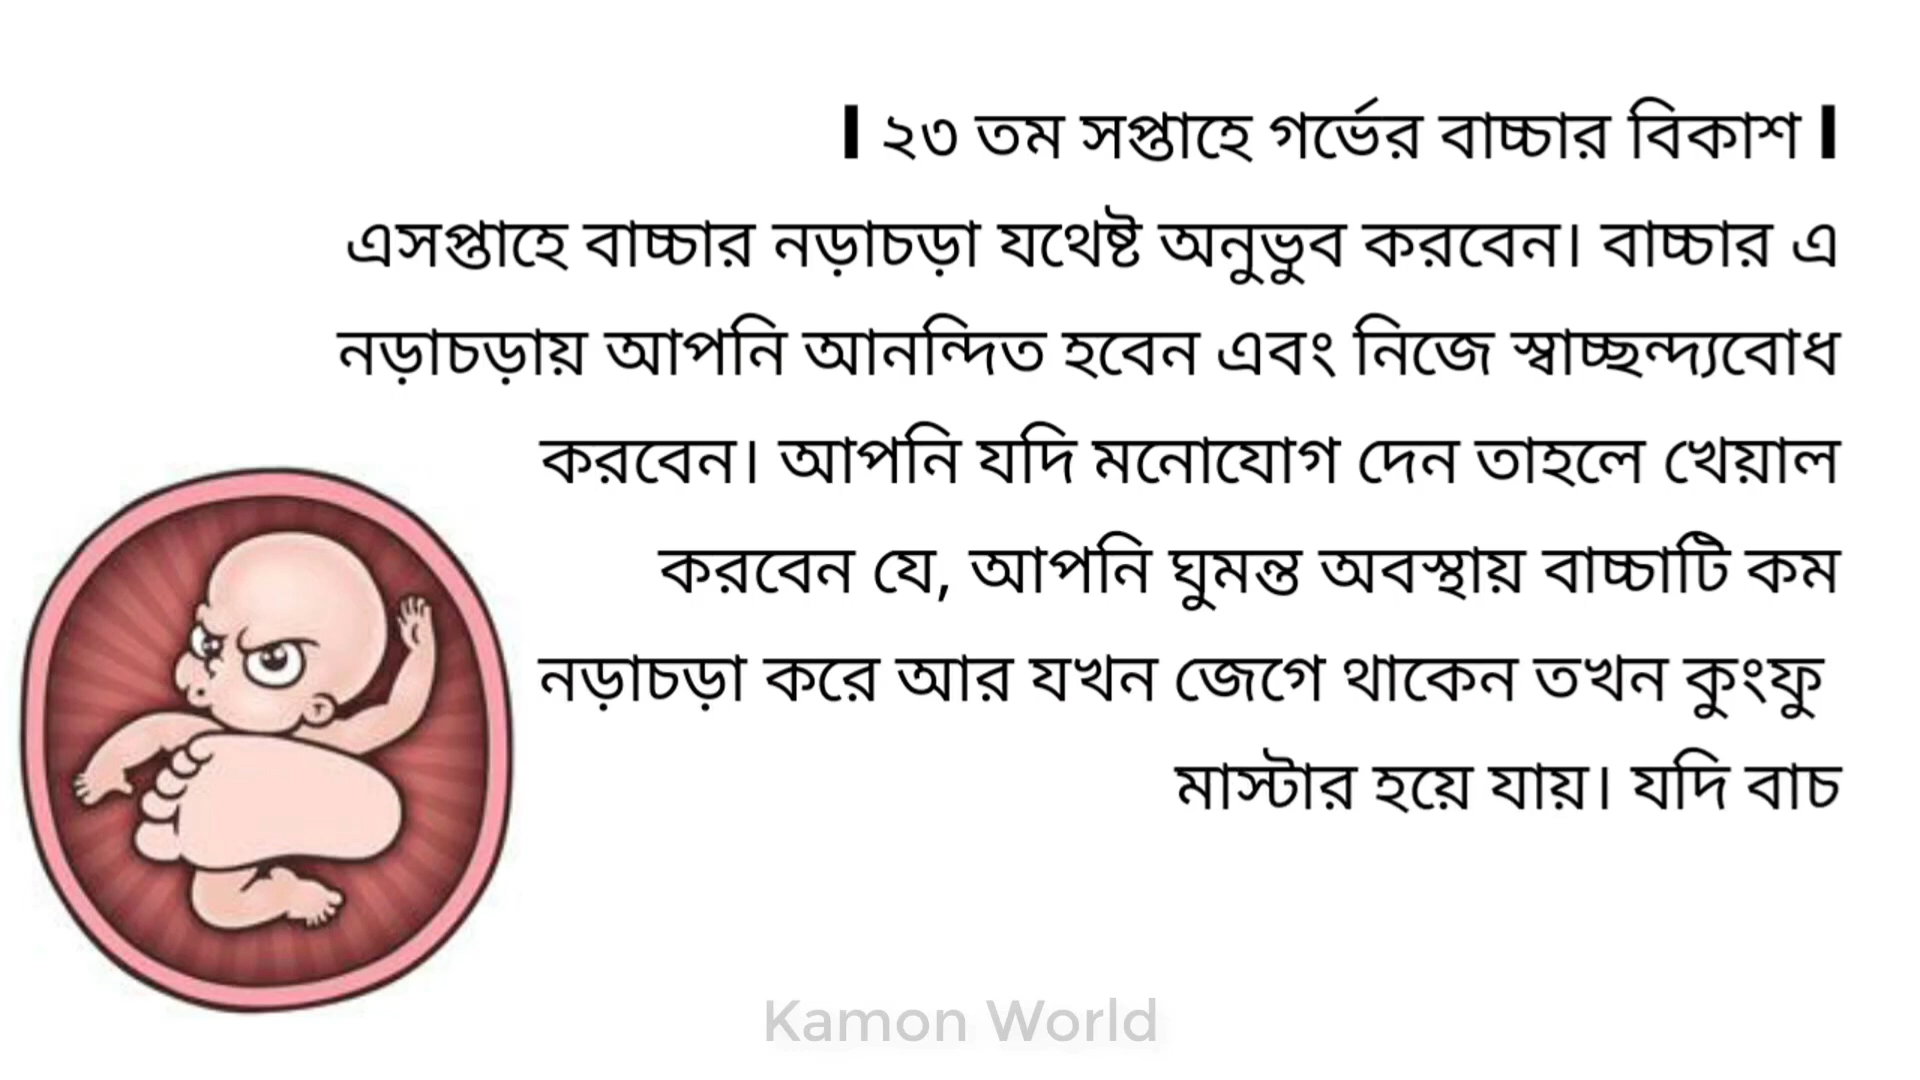 | ২৩ তম সপ্তাহে গর্ভের বাচ্চার বিকাশ |
এসপ্তাহে বাচ্চার নড়াচড়া যথেষ্ট অনুভুব করবেন। বাচ্চার এ
নড়াচড়ায় আপনি আনন্দিত হবেন এবং নিজে স্বাচ্ছন্দ্যবোধ
করবেন। আপনি যদি মনোযোগ দেন তাহলে খেয়াল
করবেন যে, আপনি ঘুমন্ত অবস্থায় বাচ্চাটি কম
নড়াচড়া করে আর যখন জেগে থাকেন তখন কুংফু
মাস্টার হয়ে যায়। যদি বাচ
Kamon World